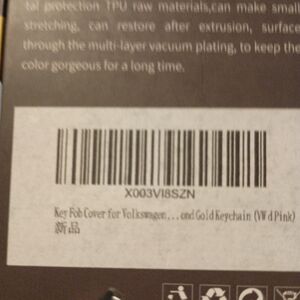 tal protection TPU raw materials,can make small
stretching, can restore after extrusion, surface
through the multi-layer vacuum plating, to keep the
color gorgeous for a long time.
X003VI8SZN
Key Fob Cover for Volkswagen, ...ond Gold Keychain (VW d Pink)
新品